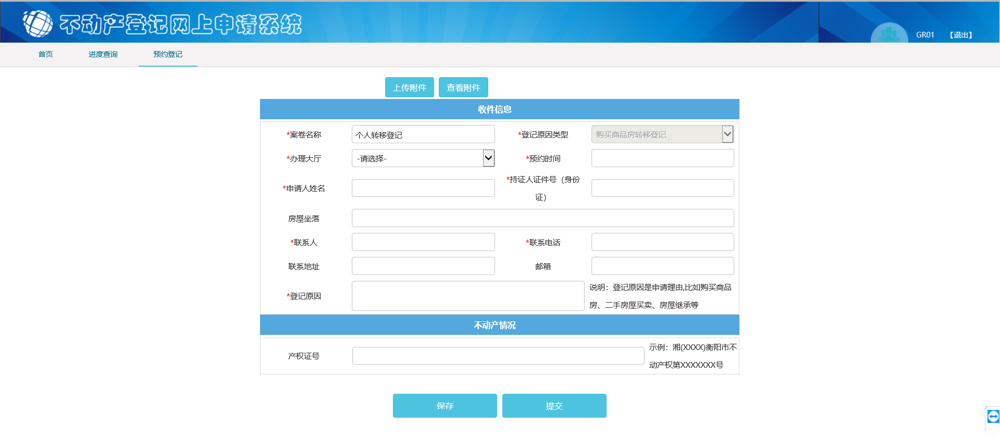 不动产登记网上申请系统
GR01 【退出】
首页 进度查询 预约登记
上传附件 查看附件
收件信息
*案卷名称 个人转移登记 *登记原因类型 购买商品房转移登记
*办理大厅 -请选择- *预约时间
*申请人姓名 *持证人证件号（身份
证）
房屋坐落
*联系人 *联系电话
联系地址 邮箱
*登记原因 说明：登记原因是申请理由,比如购买商品
房、二手房屋买卖、房屋继承等
不动产情况
产权证号 示例：湘(XXXX)衡阳市不
动产权第XXXXXXX号
保存 提交